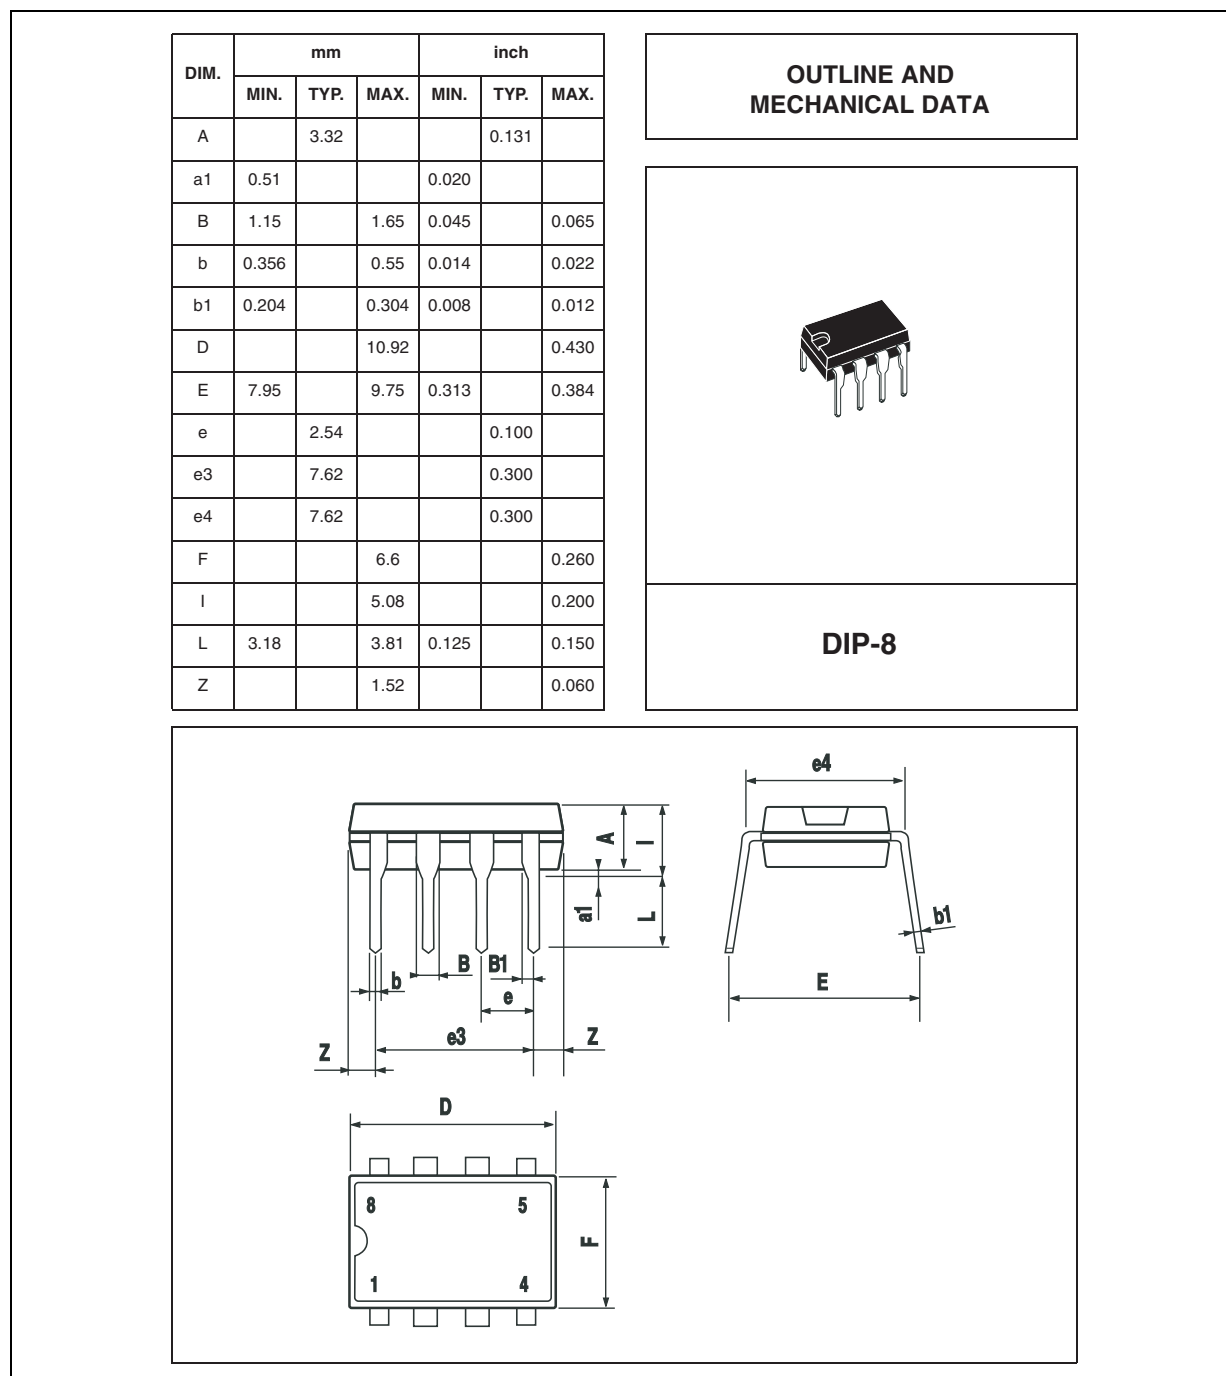 DIM. mm inch
MIN. TYP. MAX. MIN. TYP. MAX.
A 3.32 0.131
a1 0.51 0.020
B 1.15 1.65 0.045 0.065
b 0.356 0.55 0.014 0.022
b1 0.204 0.304 0.008 0.012
D 10.92 0.430
E 7.95 9.75 0.313 0.384
e 2.54 0.100
e3 7.62 0.300
e4 7.62 0.300
F 6.6 0.260
I 5.08 0.200
L 3.18 3.81 0.125 0.150
Z 1.52 0.060
OUTLINE AND
MECHANICAL DATA
DIP-8
e4
A I
a1 L
b1
b B B1
e
E
Z e3 Z
D
8 5
F
1 4